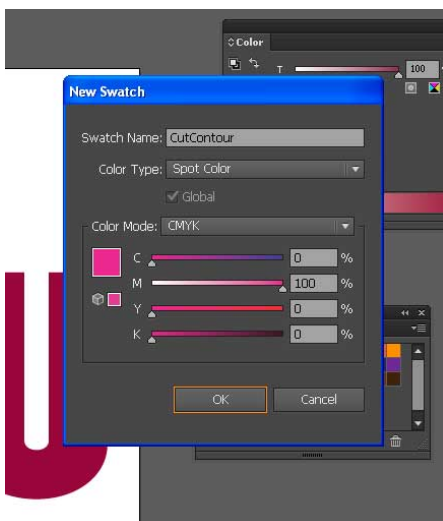 Color
T 100
New Swatch
Swatch Name: CutContour
Color Type: Spot Color
Global
Color Mode: CMYK
C 0 %
M 100 %
Y 0 %
K 0 %
OK Cancel
U